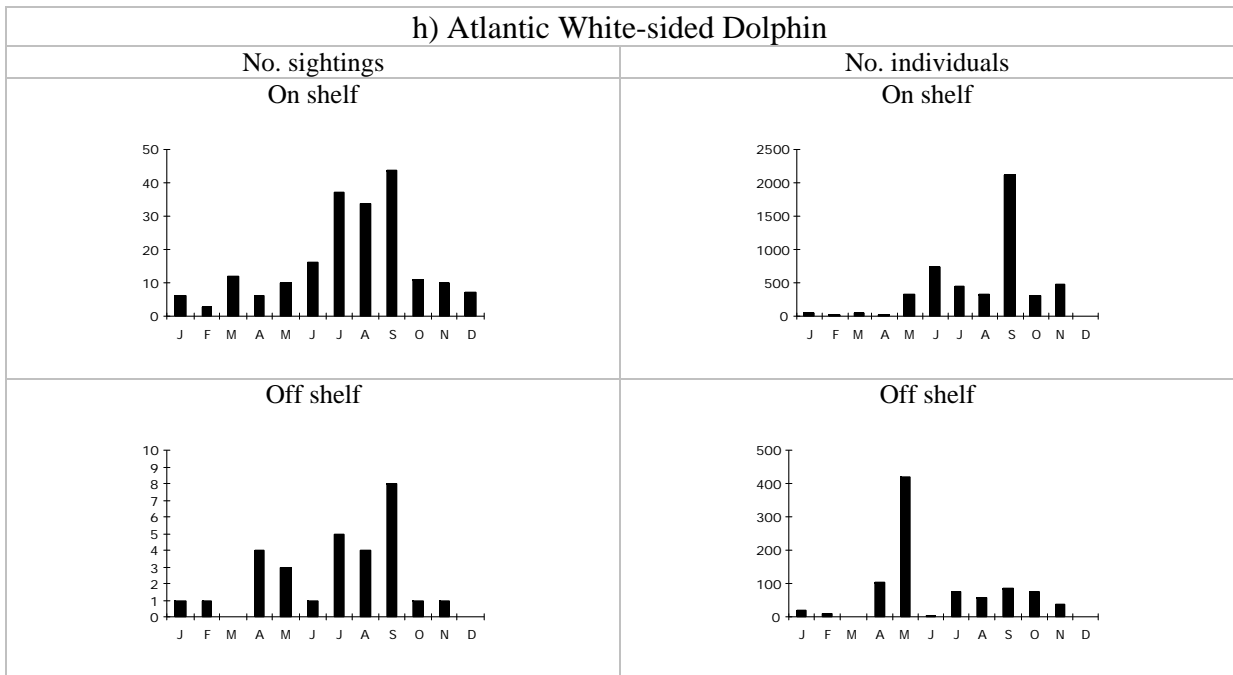 h) Atlantic White-sided Dolphin
No. sightings
No. individuals
On shelf
50
40
30
20
10
0
J F M A M J J A S O N D
On shelf
2500
2000
1500
1000
500
0
J F M A M J J A S O N D
Off shelf
10
9
8
7
6
5
4
3
2
1
0
J F M A M J J A S O N D
Off shelf
500
400
300
200
100
0
J F M A M J J A S O N D